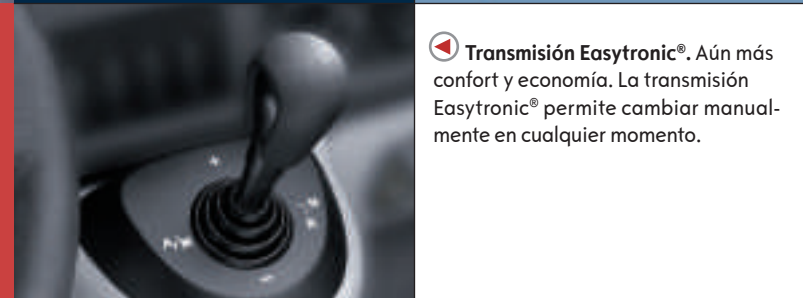 Transmisión Easytronic®. Aún más
confort y economía. La transmisión
Easytronic® permite cambiar manual-
mente en cualquier momento.
+
-